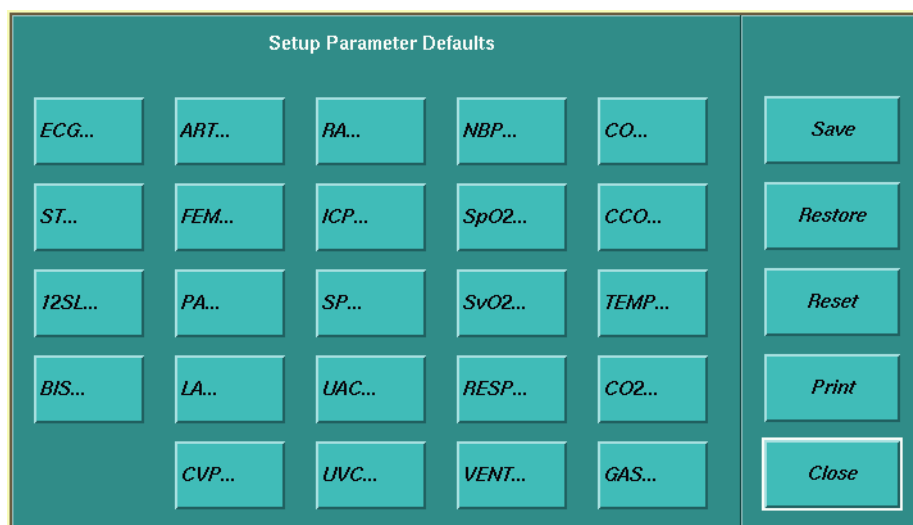 Setup Parameter Defaults
ECG... ART... RA... NBP... CO... Save
ST... FEM... ICP... SpO2... CCO... Restore
12SL... PA... SP... SvO2... TEMP... Reset
BIS... LA... UAC... RESP... CO2... Print
CVP... UVC... VENT... GAS... Close